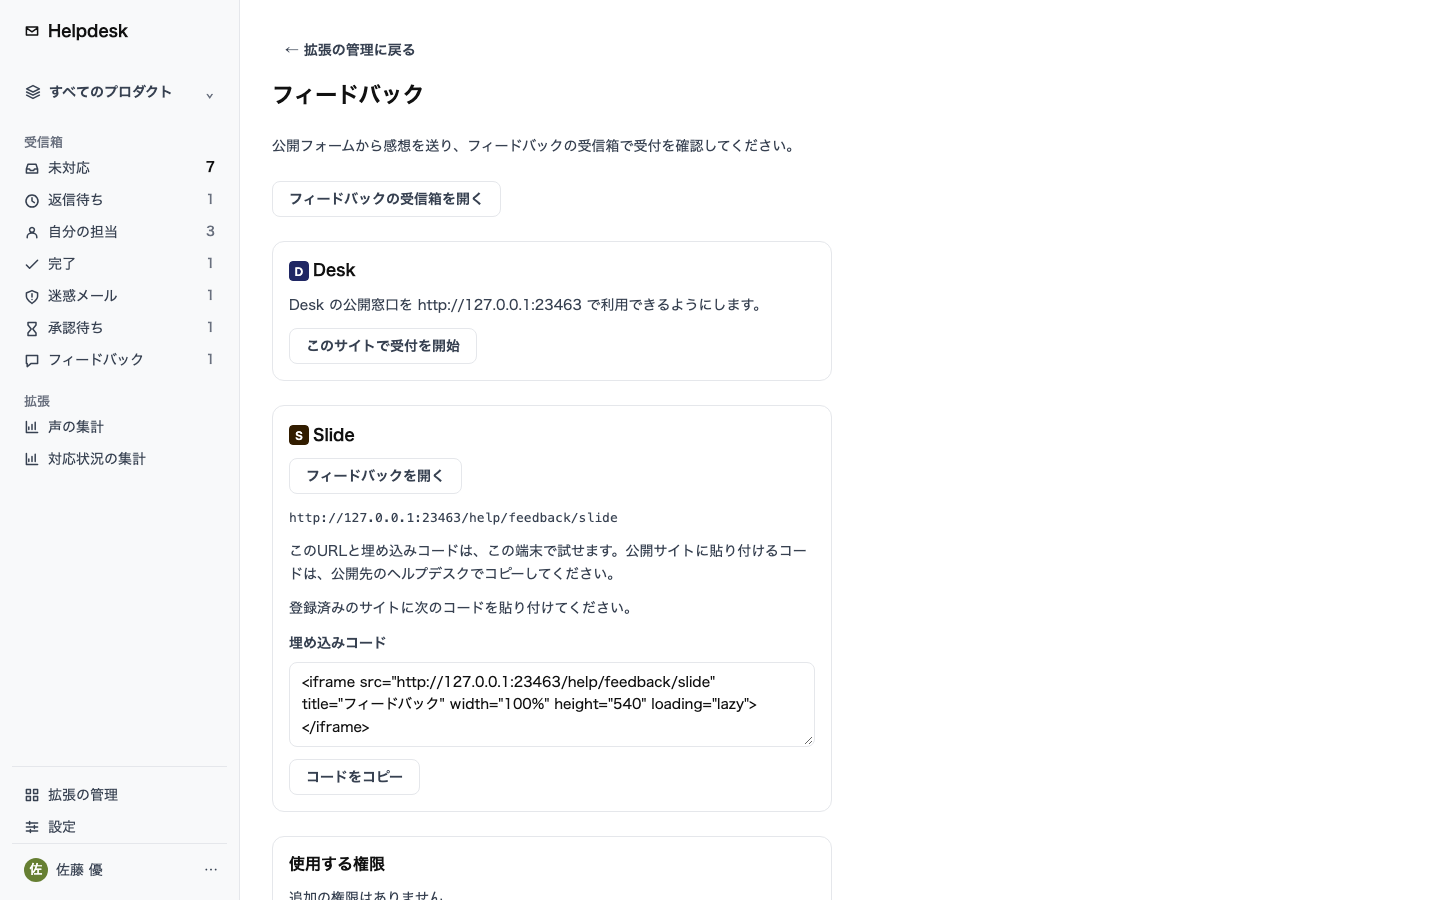 Helpdesk
すべてのプロダクト
受信箱
未対応 7
返信待ち 1
自分の担当 3
完了 1
迷惑メール 1
承認待ち 1
フィードバック 1
拡張
声の集計
対応状況の集計
拡張の管理
設定
佐 佐藤 優 …
← 拡張の管理に戻る
フィードバック
公開フォームから感想を送り、フィードバックの受信箱で受付を確認してください。
フィードバックの受信箱を開く
D Desk
Desk の公開窓口を http://127.0.0.1:23463 で利用できるようにします。
このサイトで受付を開始
S Slide
フィードバックを開く
http://127.0.0.1:23463/help/feedback/slide
このURLと埋め込みコードは、この端末で試せます。公開サイトに貼り付けるコー
ドは、公開先のヘルプデスクでコピーしてください。
登録済みのサイトに次のコードを貼り付けてください。
埋め込みコード
<iframe src="http://127.0.0.1:23463/help/feedback/slide"
title="フィードバック" width="100%" height="540" loading="lazy">
</iframe>
コードをコピー
使用する権限
追加の権限はありません。